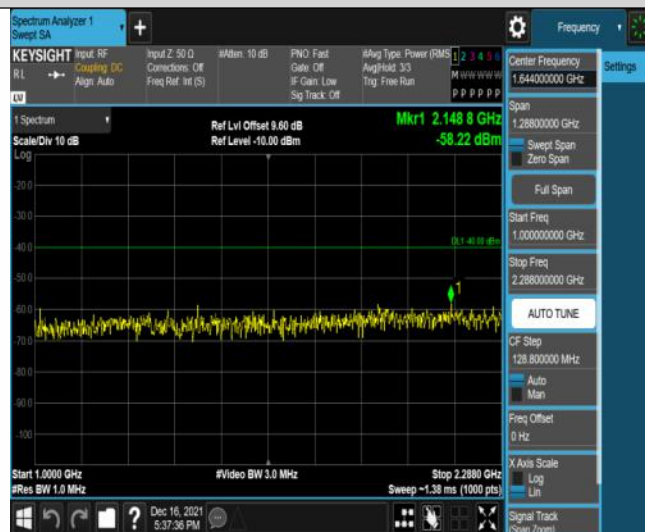 Spectrum Analyzer 1
Swept SA
Frequency
Settings
KEYSIGHT
RL
LV
Input: RF
Coupling: DC
Align: Auto
Input Z: 50 Ω
Corrections: Off
Freq Ref: Int (S)
#Atten: 10 dB
PNO: Fast
Gate: Off
IF Gain: Low
Sig Track: Off
#Avg Type: Power (RMS
Avg|Hold: 3/3
Trig: Free Run
1 2 3 4 5 6
M W W W W W
P P P P P P
1 Spectrum
Scale/Div 10 dB
Log
Ref Lvl Offset 9.60 dB
Ref Level -10.00 dBm
Mkr1 2.148 8 GHz
-58.22 dBm
-20.0
-30.0
-40.0
DL1 -40.00 dBm
-50.0
1
-60.0
-70.0
-80.0
-90.0
-100
Start 1.0000 GHz
#Res BW 1.0 MHz
#Video BW 3.0 MHz
Stop 2.2880 GHz
Sweep ~1.38 ms (1000 pts)
Center Frequency
1.644000000 GHz
Span
1.28800000 GHz
Swept Span
Zero Span
Full Span
Start Freq
1.000000000 GHz
Stop Freq
2.288000000 GHz
AUTO TUNE
CF Step
128.800000 MHz
Auto
Man
Freq Offset
0 Hz
X Axis Scale
Log
Lin
Signal Track
(Span Zoom)
?
Dec 16, 2021
5:37:36 PM